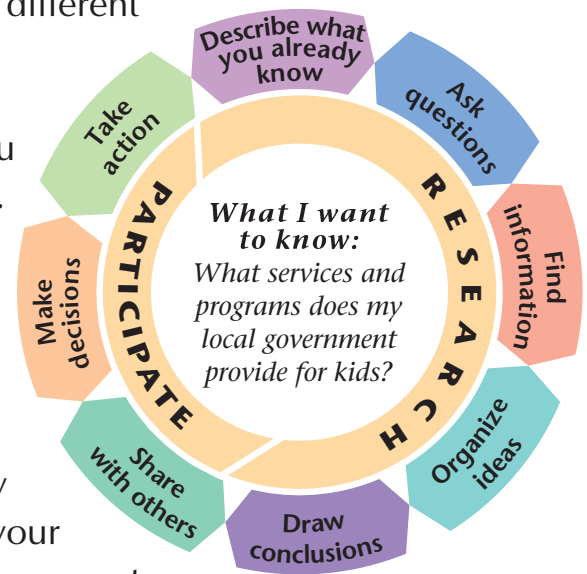 different
u
.
y
your
Describe what
you already
know
Ask
questions
Find
information
Organize
ideas
Draw
conclusions
Share
with others
Make
decisions
Take
action
RESEARCH
PARTICIPATE
What I want
to know:
What services and
programs does my
local government
provide for kids?